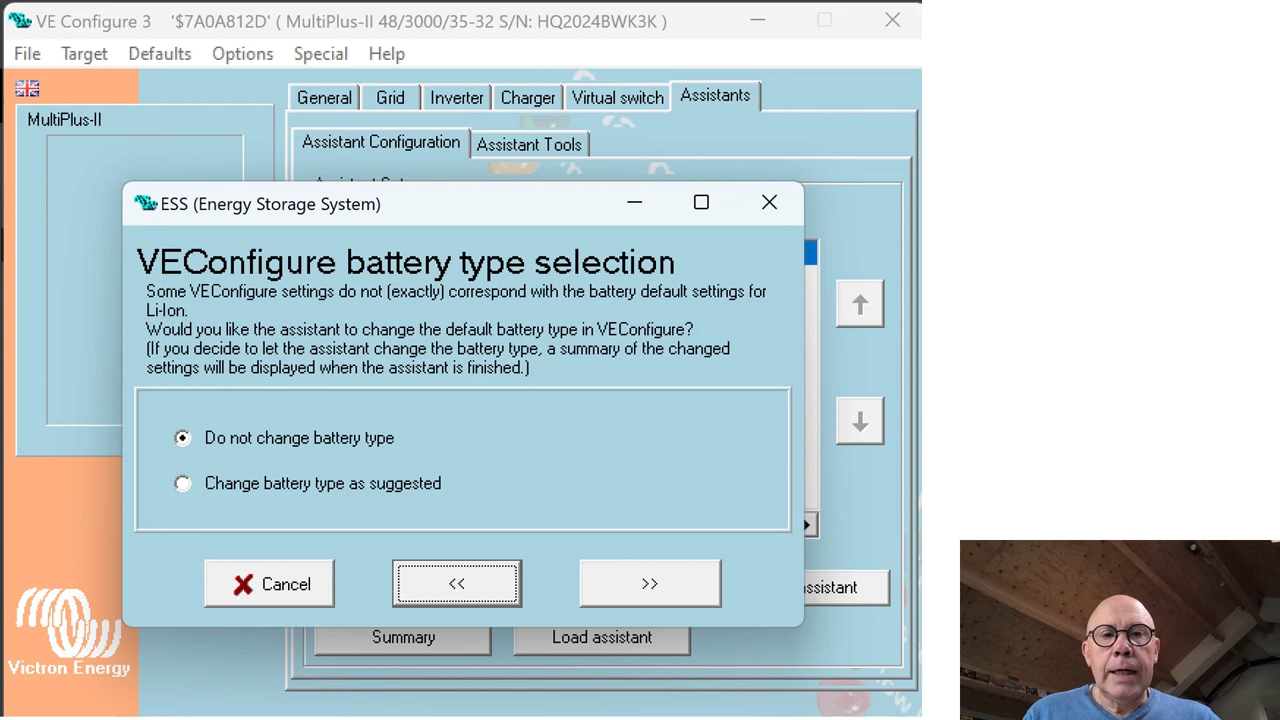 VE Configure 3 '$7A0A812D' ( MultiPlus-II 48/3000/35-32 S/N: HQ2024BWK3K )
File Target Defaults Options Special Help
General Grid Inverter Charger Virtual switch Assistants
MultiPlus-II
Assistant Configuration Assistant Tools
ESS (Energy Storage System)
VEConfigure battery type selection
Some VEConfigure settings do not (exactly) correspond with the battery default settings for
Li-Ion.
Would you like the assistant to change the default battery type in VEConfigure?
(If you decide to let the assistant change the battery type, a summary of the changed
settings will be displayed when the assistant is finished.)
Do not change battery type
Change battery type as suggested
Cancel << >>
assistant
Summary Load assistant
Victron Energy